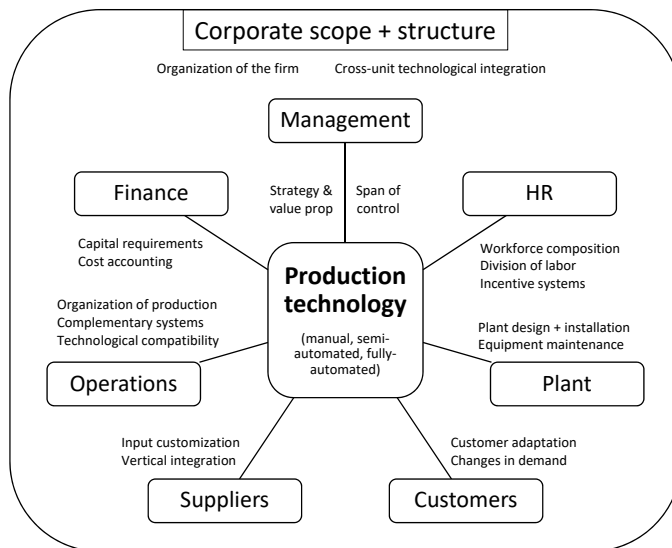 Corporate scope + structure
Organization of the firm
Cross-unit technological integration
Management
Finance
Strategy &
value prop
Span of
control
HR
Capital requirements
Cost accounting
Workforce composition
Division of labor
Incentive systems
Production
technology
(manual, semi-
automated, fully-
automated)
Organization of production
Complementary systems
Technological compatibility
Plant design + installation
Equipment maintenance
Operations
Plant
Input customization
Vertical integration
Customer adaptation
Changes in demand
Suppliers
Customers